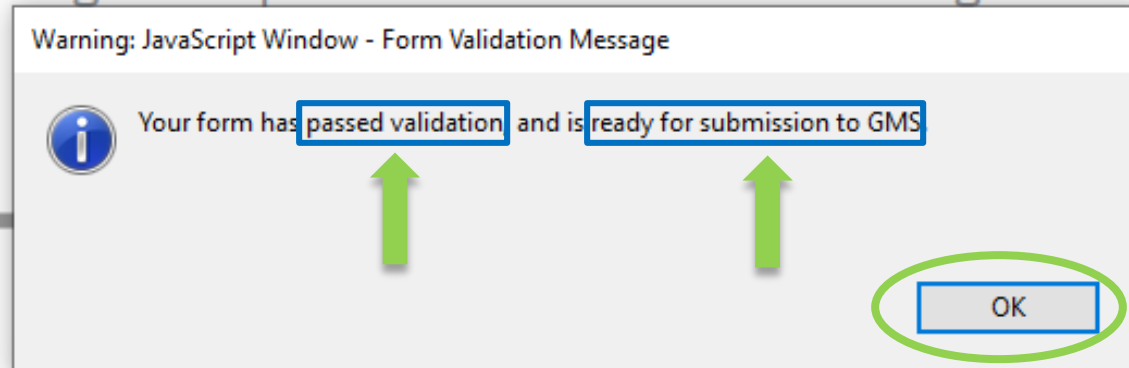 Warning: JavaScript Window - Form Validation Message
Your form has passed validation, and is ready for submission to GMS.
OK